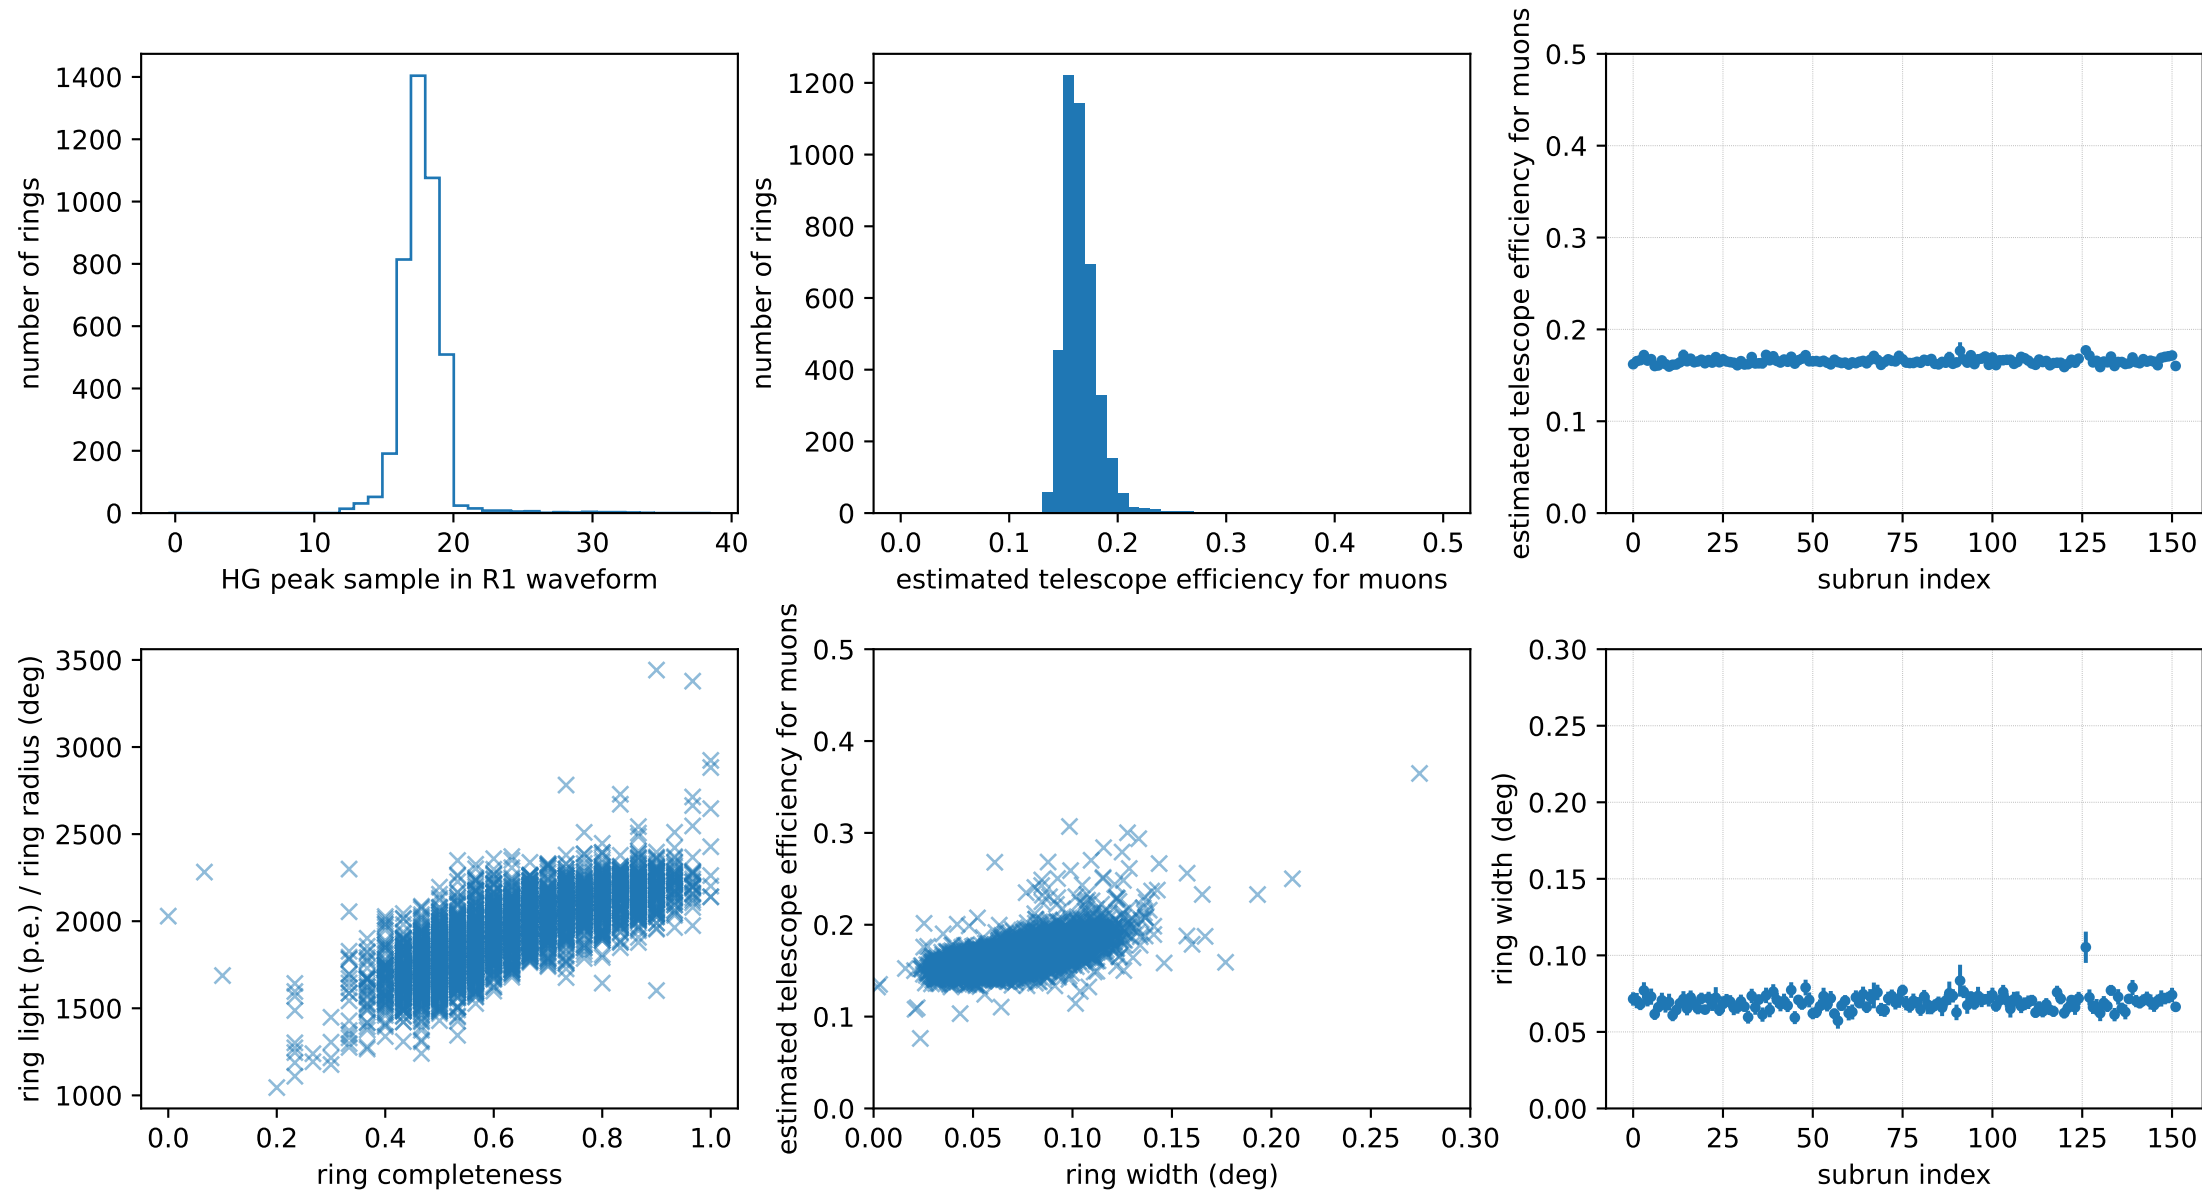 number of rings
1400
1200
1000
800
600
400
200
0
0 10 20 30 40
HG peak sample in R1 waveform
number of rings
1200
1000
800
600
400
200
0
0.0 0.1 0.2 0.3 0.4 0.5
estimated telescope efficiency for muons
estimated telescope efficiency for muons
0.5
0.4
0.3
0.2
0.1
0.0
0 25 50 75 100 125 150
subrun index
ring light (p.e.) / ring radius (deg)
3500
3000
2500
2000
1500
1000
0.0 0.2 0.4 0.6 0.8 1.0
ring completeness
estimated telescope efficiency for muons
0.5
0.4
0.3
0.2
0.1
0.0
0.00 0.05 0.10 0.15 0.20 0.25 0.30
ring width (deg)
ring width (deg)
0.30
0.25
0.20
0.15
0.10
0.05
0.00
0 25 50 75 100 125 150
subrun index